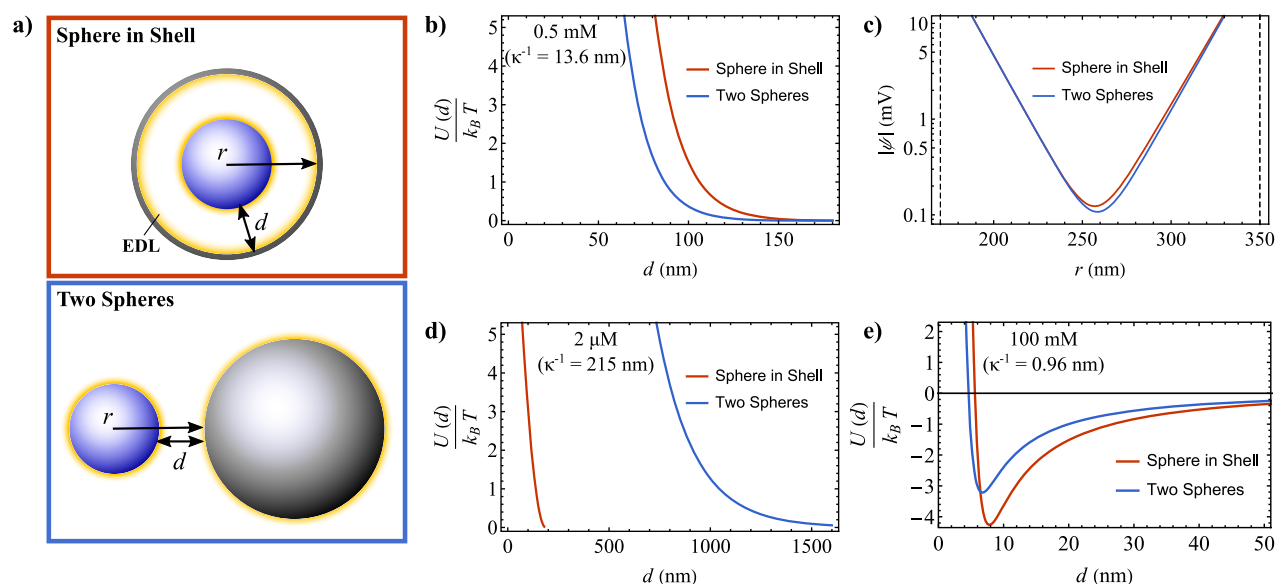 a)
Sphere in Shell
r
d
EDL
Two Spheres
r
d
b)
0.5 mM
(κ⁻¹ = 13.6 nm)
Sphere in Shell
Two Spheres
U(d)
k_B T
5
4
3
2
1
0
0 50 100 150
d (nm)
c)
Sphere in Shell
Two Spheres
|ψ| (mV)
10
5
1
0.5
0.1
200 250 300 350
r (nm)
d)
2 μM
(κ⁻¹ = 215 nm)
Sphere in Shell
Two Spheres
U(d)
k_B T
5
4
3
2
1
0
0 500 1000 1500
d (nm)
e)
100 mM
(κ⁻¹ = 0.96 nm)
Sphere in Shell
Two Spheres
U(d)
k_B T
2
1
0
−1
−2
−3
−4
0 10 20 30 40 50
d (nm)